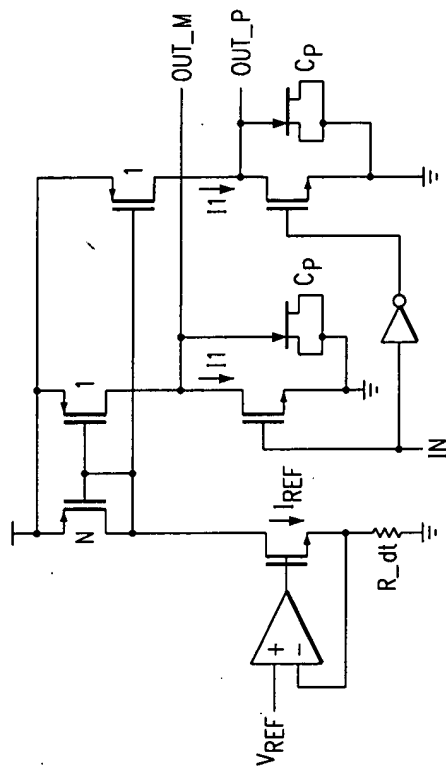 OUT_M
OUT_P
N
1
1
I1
CP
I1
CP
IREF
VREF
+
−
R_dt
IN